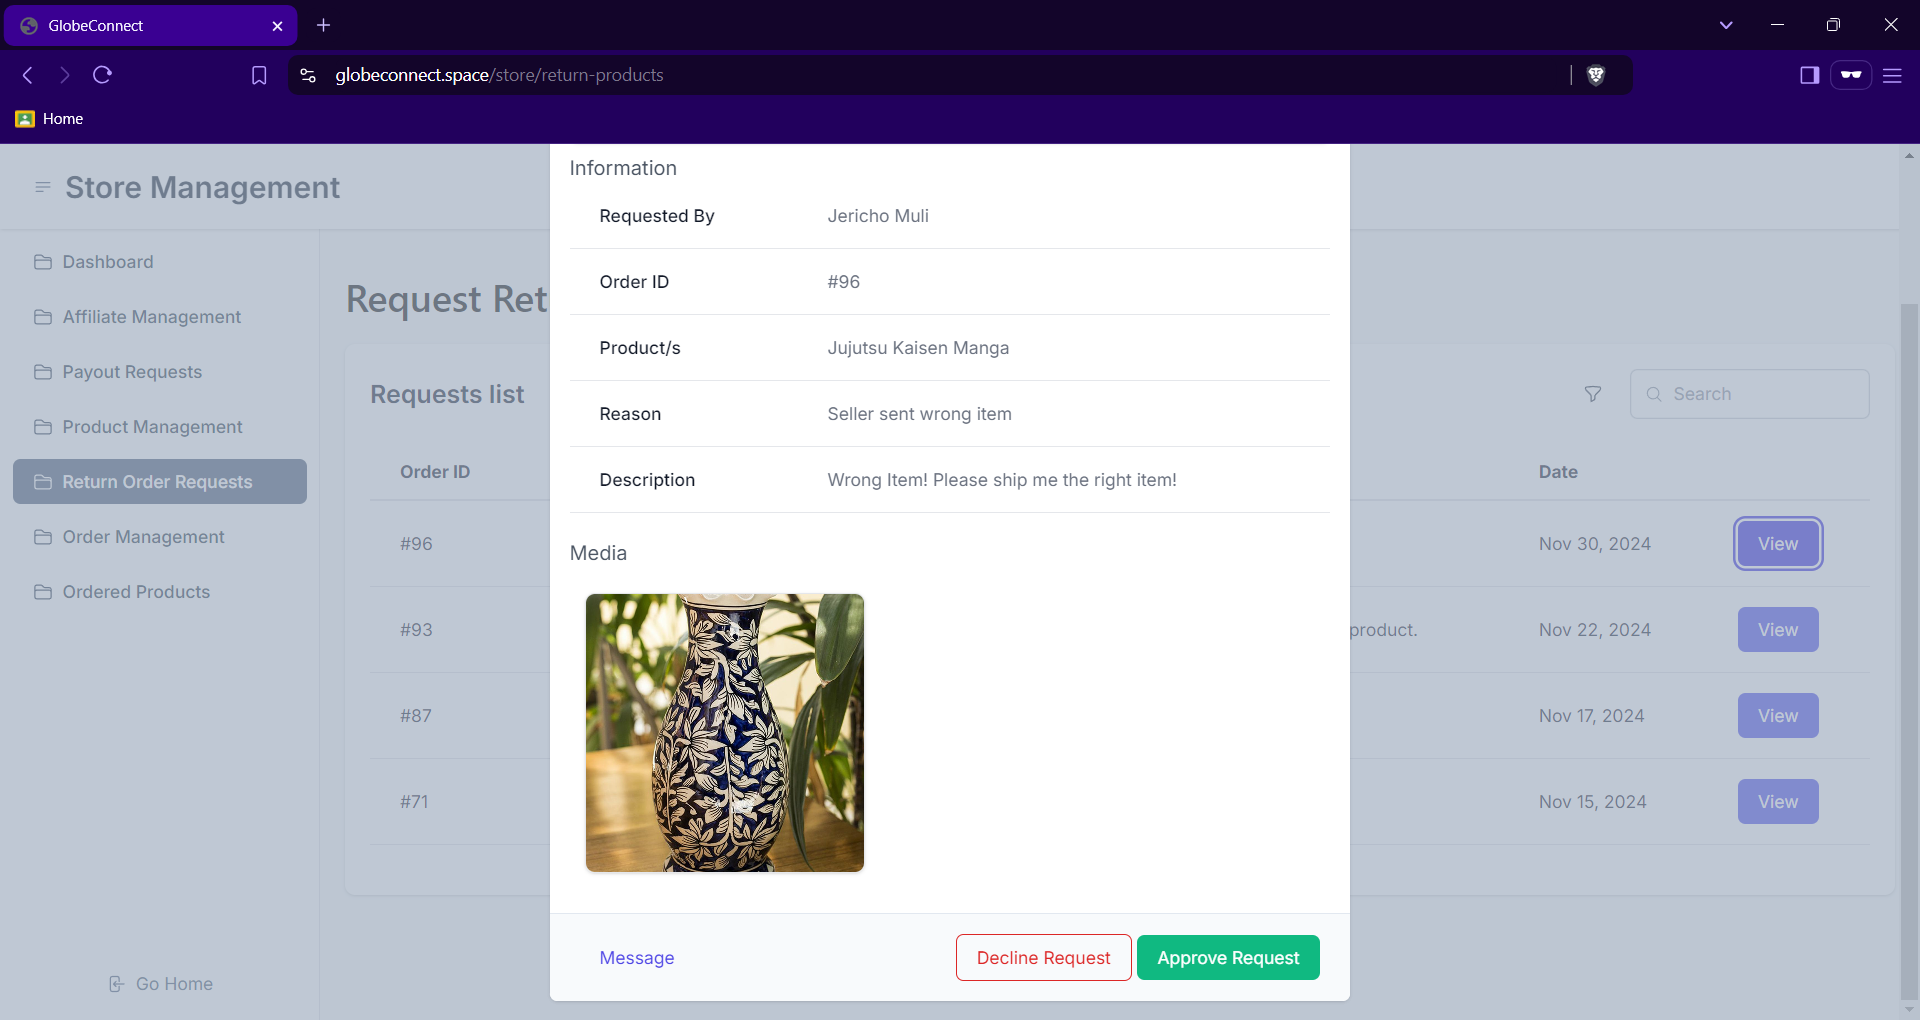 GlobeConnect
globeconnect.space/store/return-products
Home
Store Management
Dashboard
Affiliate Management
Payout Requests
Product Management
Return Order Requests
Order Management
Ordered Products
Go Home
Request Ret
Requests list
Search
Order ID
Date
#96
Nov 30, 2024
View
#93
product.
Nov 22, 2024
View
#87
Nov 17, 2024
View
#71
Nov 15, 2024
View
Information
Requested By Jericho Muli
Order ID #96
Product/s Jujutsu Kaisen Manga
Reason Seller sent wrong item
Description Wrong Item! Please ship me the right item!
Media
Message
Decline Request
Approve Request